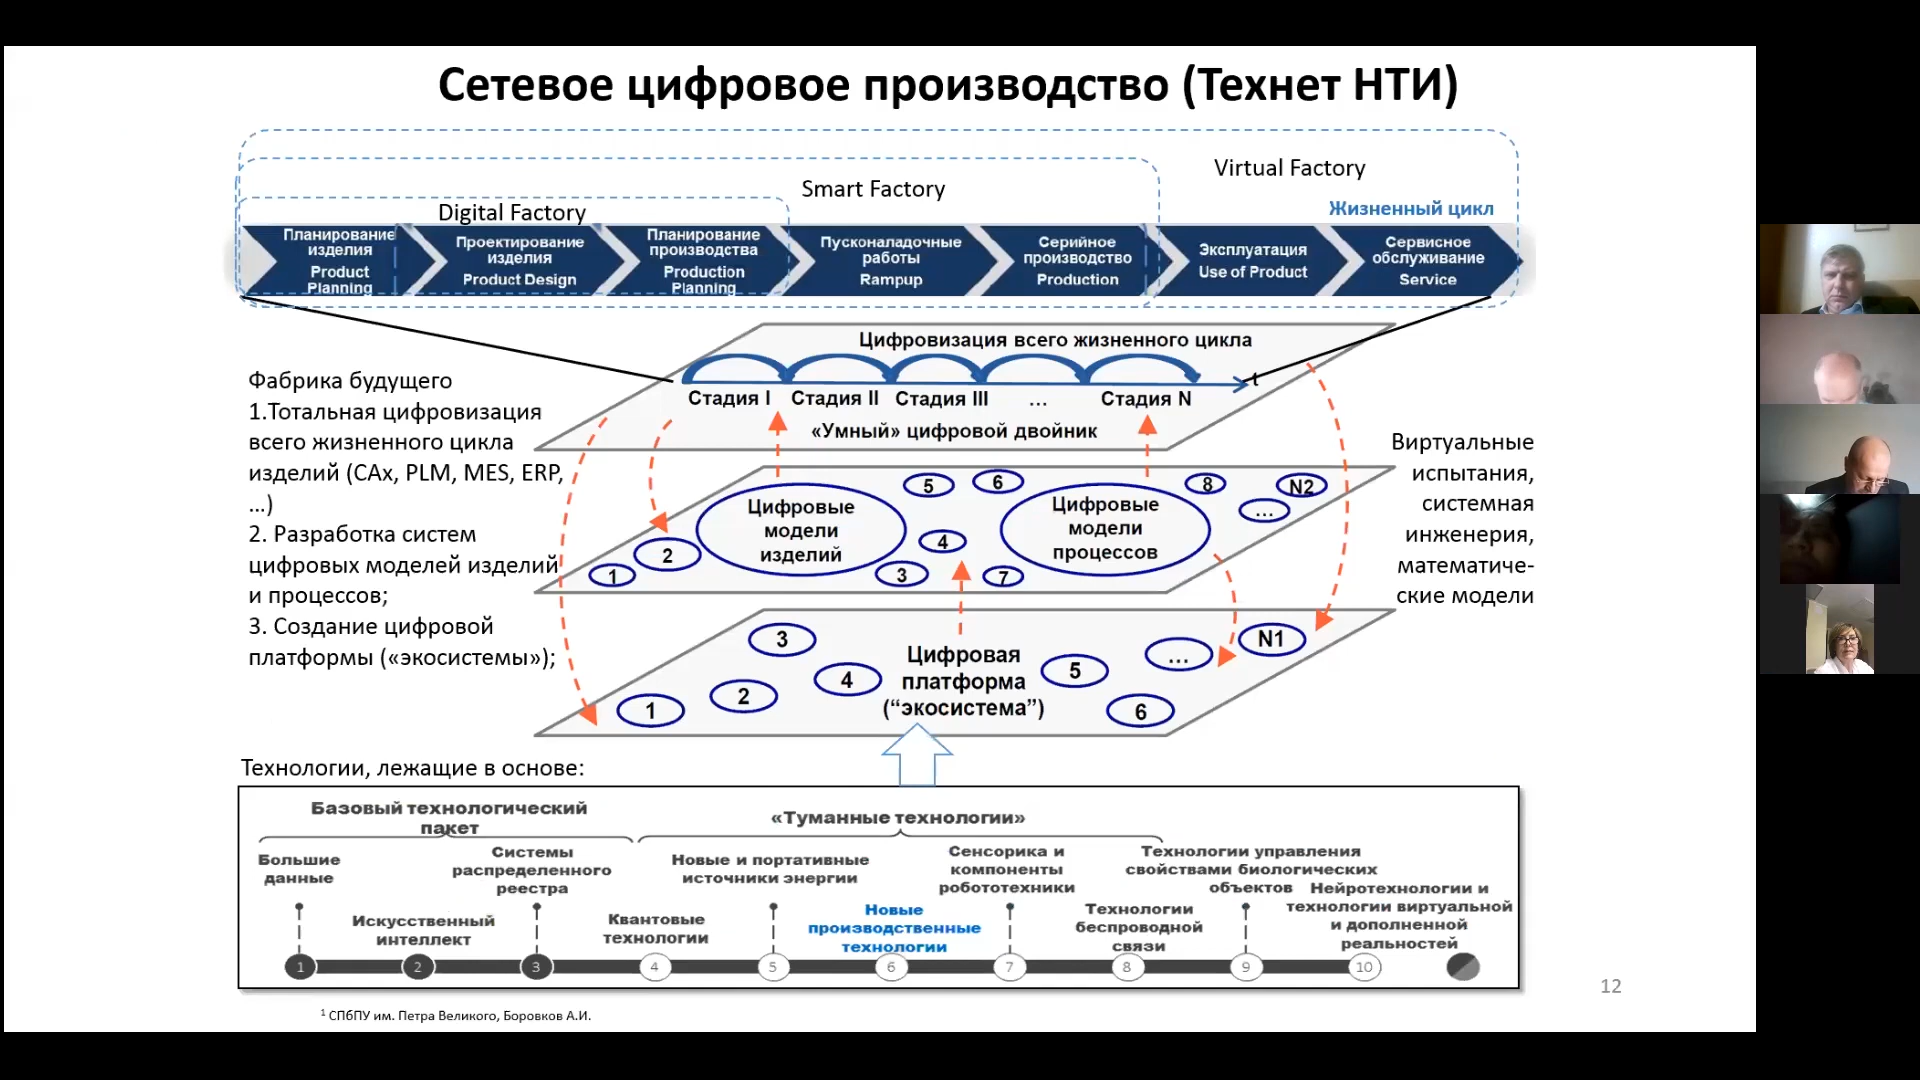 Сетевое цифровое производство (Технет НТИ)
Virtual Factory
Smart Factory
Digital Factory
Жизненный цикл
Планирование
изделия
Product
Planning
Проектирование
изделия
Product Design
Планирование
производства
Production
Planning
Пусконаладочные
работы
Rampup
Серийное
производство
Production
Эксплуатация
Use of Product
Сервисное
обслуживание
Service
Цифровизация всего жизненного цикла
t
Стадия I Стадия II Стадия III ... Стадия N
«Умный» цифровой двойник
Фабрика будущего
1.Тотальная цифровизация
всего жизненного цикла
изделий (CAx, PLM, MES, ERP,
...)
2. Разработка систем
цифровых моделей изделий
и процессов;
3. Создание цифровой
платформы («экосистемы»);
Виртуальные
испытания,
системная
инженерия,
математиче-
ские модели
1
2
Цифровые
модели
изделий
5
6
4
3
7
Цифровые
модели
процессов
8
N2
...
3
4
2
1
Цифровая
платформа
(“экосистема”)
5
...
N1
6
Технологии, лежащие в основе:
Базовый технологический
пакет
«Туманные технологии»
Большие
данные
Искусственный
интеллект
Системы
распределенного
реестра
Квантовые
технологии
Новые и портативные
источники энергии
Новые
производственные
технологии
Сенсорика и
компоненты
робототехники
Технологии
беспроводной
связи
Технологии управления
свойствами биологических
объектов
Нейротехнологии и
технологии виртуальной
и дополненной
реальностей
1 2 3 4 5 6 7 8 9 10
12
¹ СПбПУ им. Петра Великого, Боровков А.И.